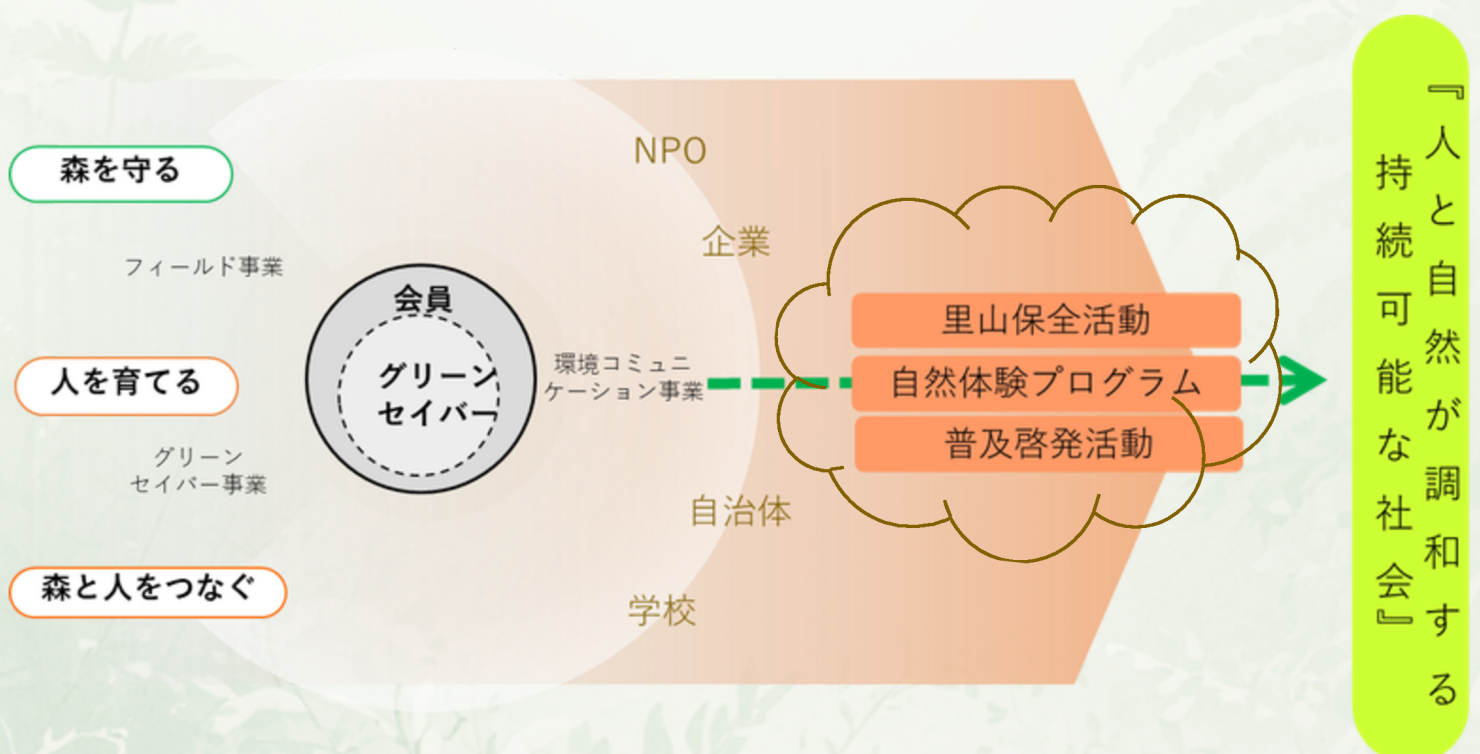 森を守る
フィールド事業
人を育てる
グリーン
セイバー事業
森と人をつなぐ
会員
グリーン
セイバー
環境コミュニ
ケーション事業
NPO
企業
自治体
学校
里山保全活動
自然体験プログラム
普及啓発活動
『人と自然が調和する
持続可能な社会』